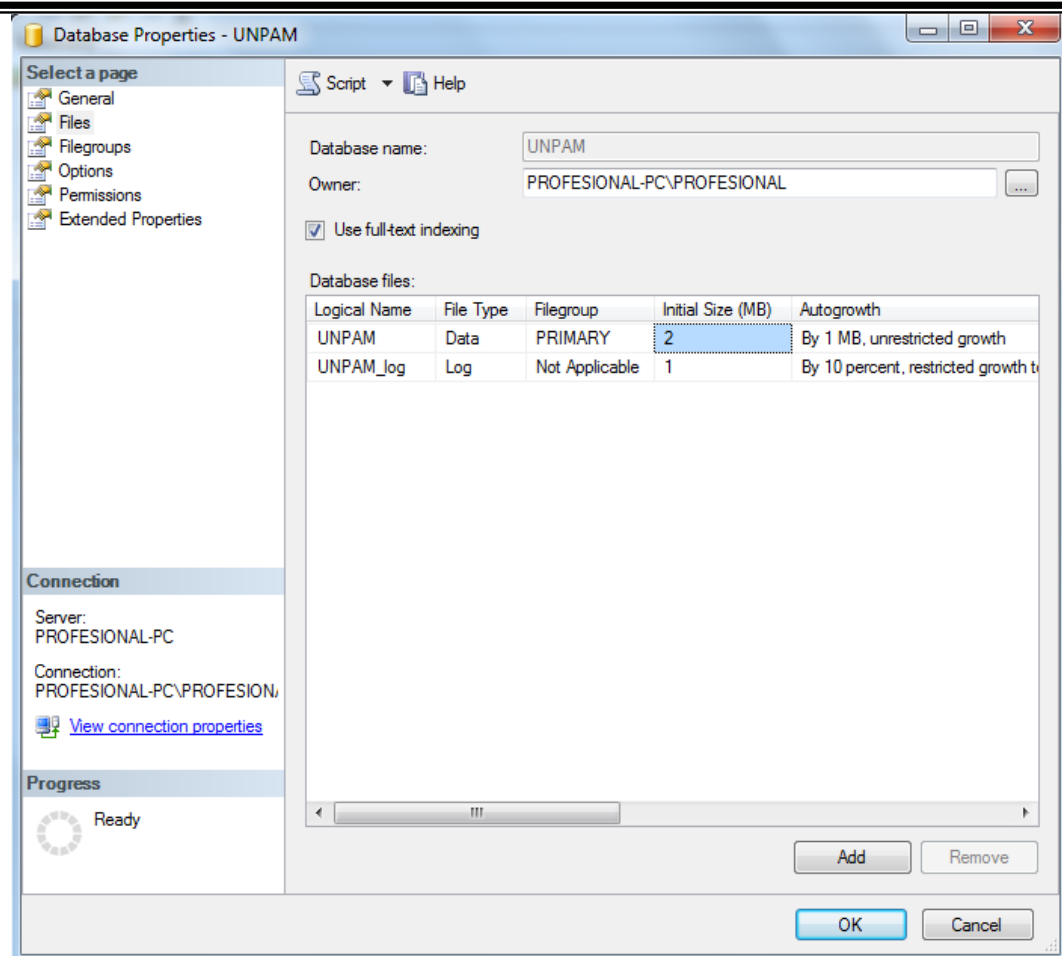 Database Properties - UNPAM
Select a page
General
Files
Filegroups
Options
Permissions
Extended Properties
Script Help
Database name: UNPAM
Owner: PROFESIONAL-PC\PROFESIONAL ...
Use full-text indexing
Database files:
Logical Name File Type Filegroup Initial Size (MB) Autogrowth
UNPAM Data PRIMARY 2 By 1 MB, unrestricted growth
UNPAM_log Log Not Applicable 1 By 10 percent, restricted growth
Connection
Server:
PROFESIONAL-PC
Connection:
PROFESIONAL-PC\PROFESION
View connection properties
Progress
Ready
Add Remove
OK Cancel